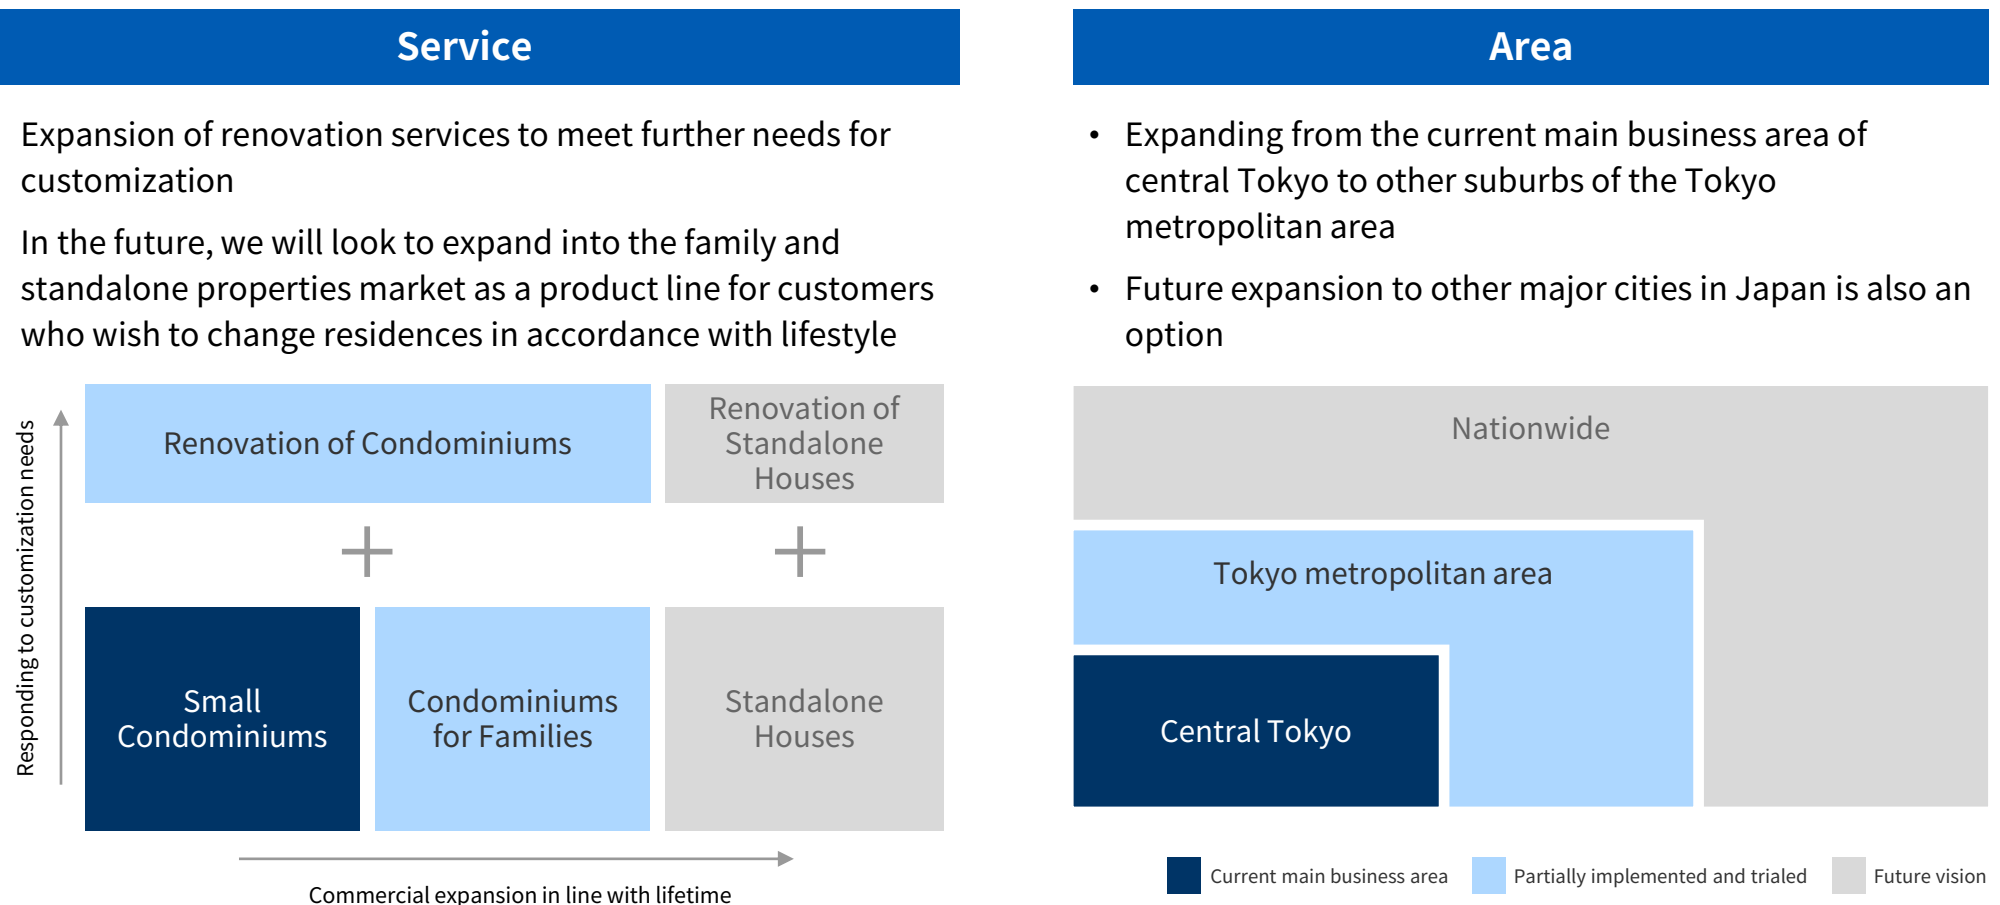 Service
Expansion of renovation services to meet further needs for
customization
In the future, we will look to expand into the family and
standalone properties market as a product line for customers
who wish to change residences in accordance with lifestyle
Responding to customization needs
Renovation of Condominiums
Renovation of
Standalone
Houses
Small
Condominiums
Condominiums
for Families
Standalone
Houses
Commercial expansion in line with lifetime
Area
• Expanding from the current main business area of
central Tokyo to other suburbs of the Tokyo
metropolitan area
• Future expansion to other major cities in Japan is also an
option
Nationwide
Tokyo metropolitan area
Central Tokyo
Current main business area
Partially implemented and trialed
Future vision